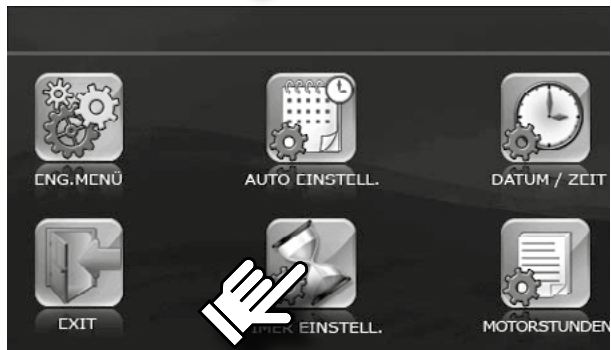 ENG.MENÜ AUTO EINSTELL. DATUM / ZEIT
EXIT EINSTELL. MOTORSTUNDEN